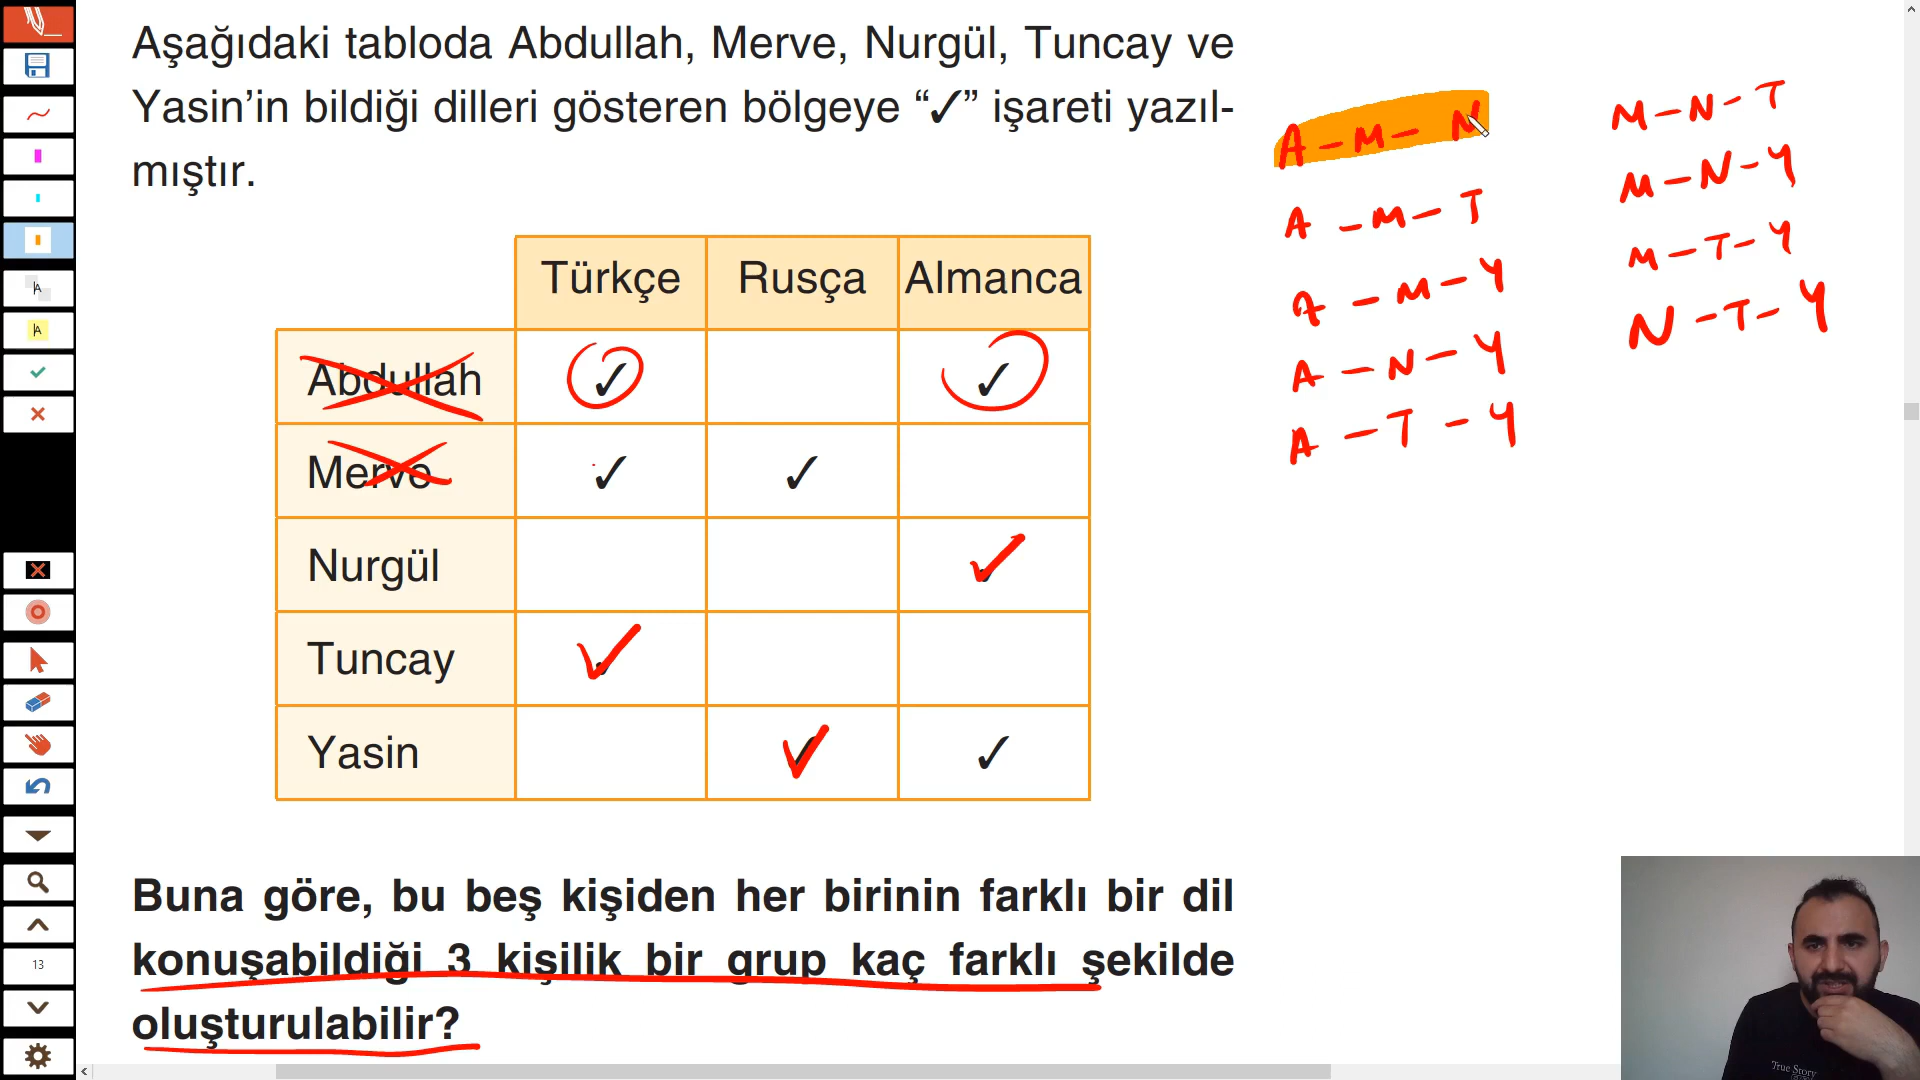 Aşağıdaki tabloda Abdullah, Merve, Nurgül, Tuncay ve
Yasin’in bildiği dilleri gösteren bölgeye “✓” işareti yazıl-
mıştır.
Türkçe Rusça Almanca
Abdullah ✓ ✓
Merve ✓ ✓
Nurgül ✓
Tuncay ✓
Yasin ✓ ✓
Buna göre, bu beş kişiden her birinin farklı bir dil
konuşabildiği 3 kişilik bir grup kaç farklı şekilde
oluşturulabilir?
A – M – N
A – M – T
A – M – Y
A – N – Y
A – T – Y
M – N – T
M – N – Y
M – T – Y
N – T – Y
A
A
13
True Story